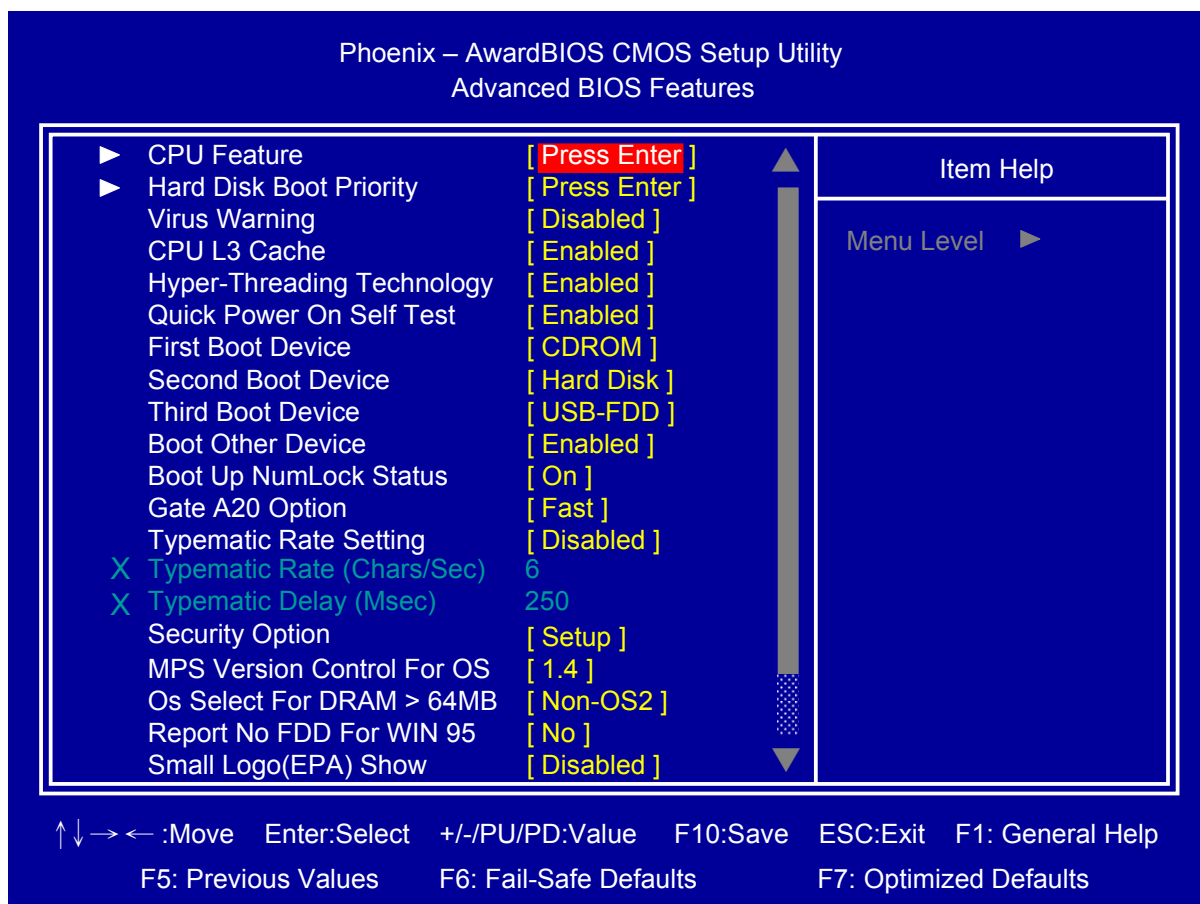 Phoenix – AwardBIOS CMOS Setup Utility
Advanced BIOS Features
CPU Feature [ Press Enter ]
Hard Disk Boot Priority [ Press Enter ]
Virus Warning [ Disabled ]
CPU L3 Cache [ Enabled ]
Hyper-Threading Technology [ Enabled ]
Quick Power On Self Test [ Enabled ]
First Boot Device [ CDROM ]
Second Boot Device [ Hard Disk ]
Third Boot Device [ USB-FDD ]
Boot Other Device [ Enabled ]
Boot Up NumLock Status [ On ]
Gate A20 Option [ Fast ]
Typematic Rate Setting [ Disabled ]
X Typematic Rate (Chars/Sec) 6
X Typematic Delay (Msec) 250
Security Option [ Setup ]
MPS Version Control For OS [ 1.4 ]
Os Select For DRAM > 64MB [ Non-OS2 ]
Report No FDD For WIN 95 [ No ]
Small Logo(EPA) Show [ Disabled ]
Item Help
Menu Level
↑↓→← :Move Enter:Select +/-/PU/PD:Value F10:Save ESC:Exit F1: General Help
F5: Previous Values F6: Fail-Safe Defaults F7: Optimized Defaults